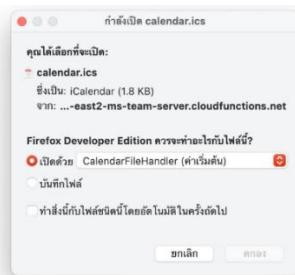 กำลังเปิด calendar.ics
คุณได้เลือกที่จะเปิด:
calendar.ics
ซึ่งเป็น: iCalendar (1.8 KB)
จาก: ...-east2-ms-team-server.cloudfunctions.net
Firefox Developer Edition ควรจะทำอะไรกับไฟล์นี้?
เปิดด้วย CalendarFileHandler (ค่าเริ่มต้น)
บันทึกไฟล์
ทำสิ่งนี้กับไฟล์ชนิดนี้โดยอัตโนมัติในครั้งถัดไป
ยกเลิก ตกลง